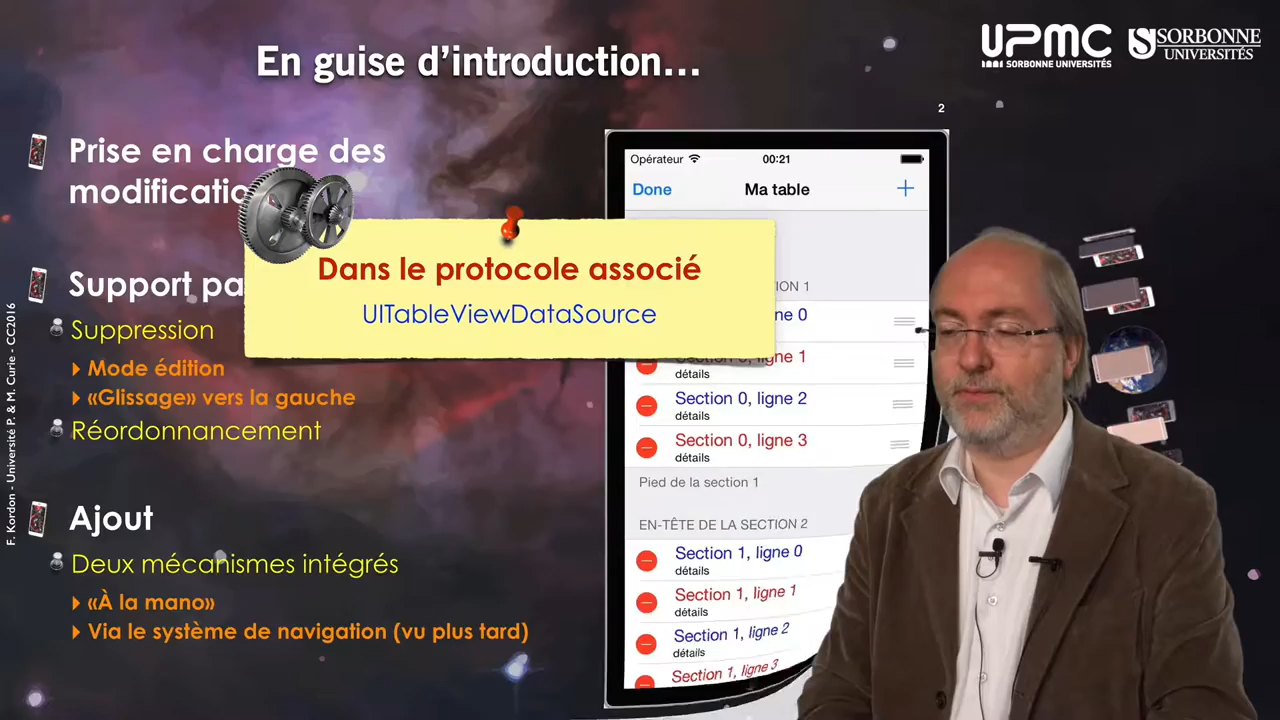 En guise d'introduction...
UPMC
SORBONNE UNIVERSITÉS
SORBONNE
UNIVERSITÉS
2
Prise en charge des
Support
Suppression
Mode édition
«Glissage» vers la gauche
Réordonnancement
Ajout
Deux mécanismes intégrés
«À la mano»
Via le système de navigation (vu plus tard)
Dans le protocole associé
UITableViewDataSource
Opérateur 00:21
Done Ma table +
1
0
Section 0, ligne 1
détails
Section 0, ligne 2
détails
Section 0, ligne 3
détails
Pied de la section 1
EN-TÊTE DE LA SECTION 2
Section 1, ligne 0
détails
Section 1, ligne 1
détails
Section 1, ligne 2
détails
Section 1, ligne 3
F. Kordon - Université P. & M. Curie - CC2016